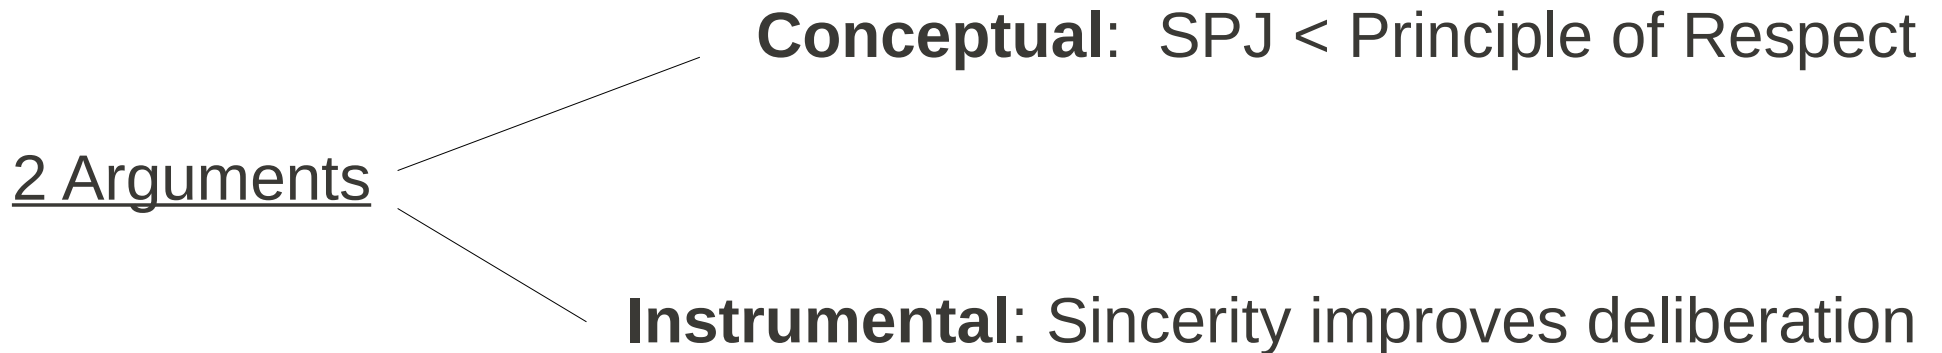 Conceptual: SPJ < Principle of Respect
2 Arguments
Instrumental: Sincerity improves deliberation